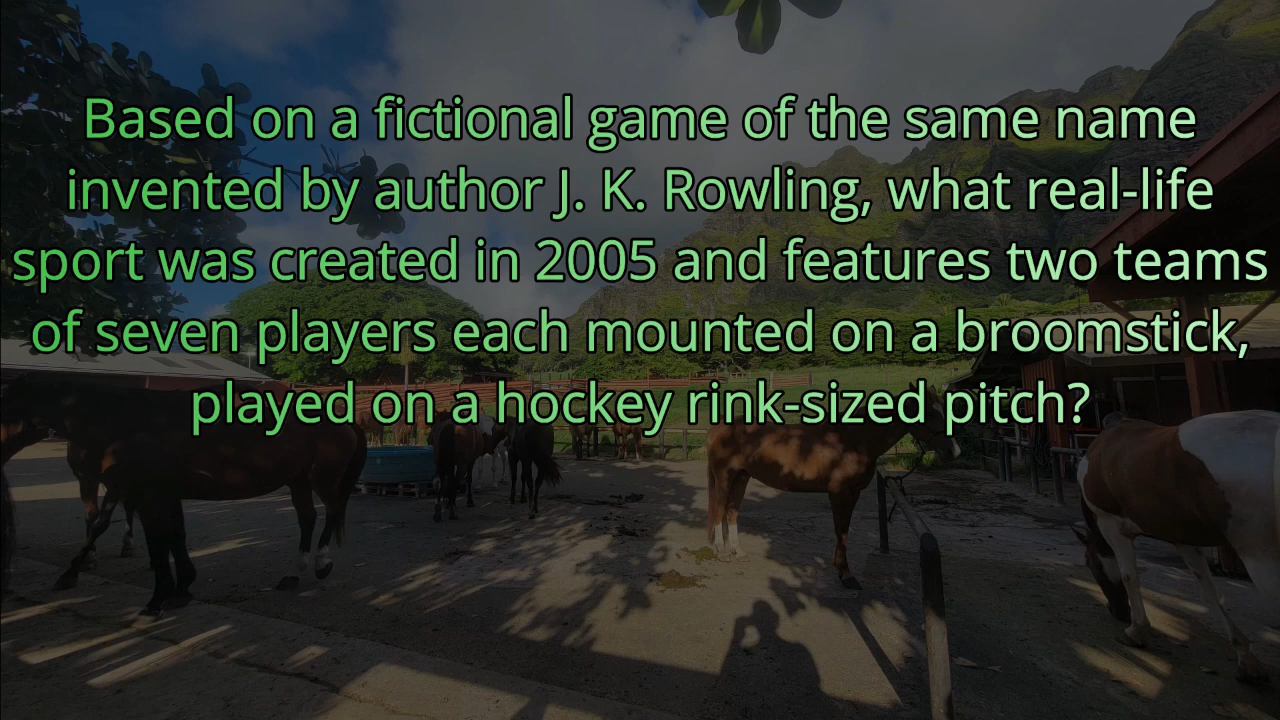 Based on a fictional game of the same name
invented by author J. K. Rowling, what real-life
sport was created in 2005 and features two teams
of seven players each mounted on a broomstick,
played on a hockey rink-sized pitch?